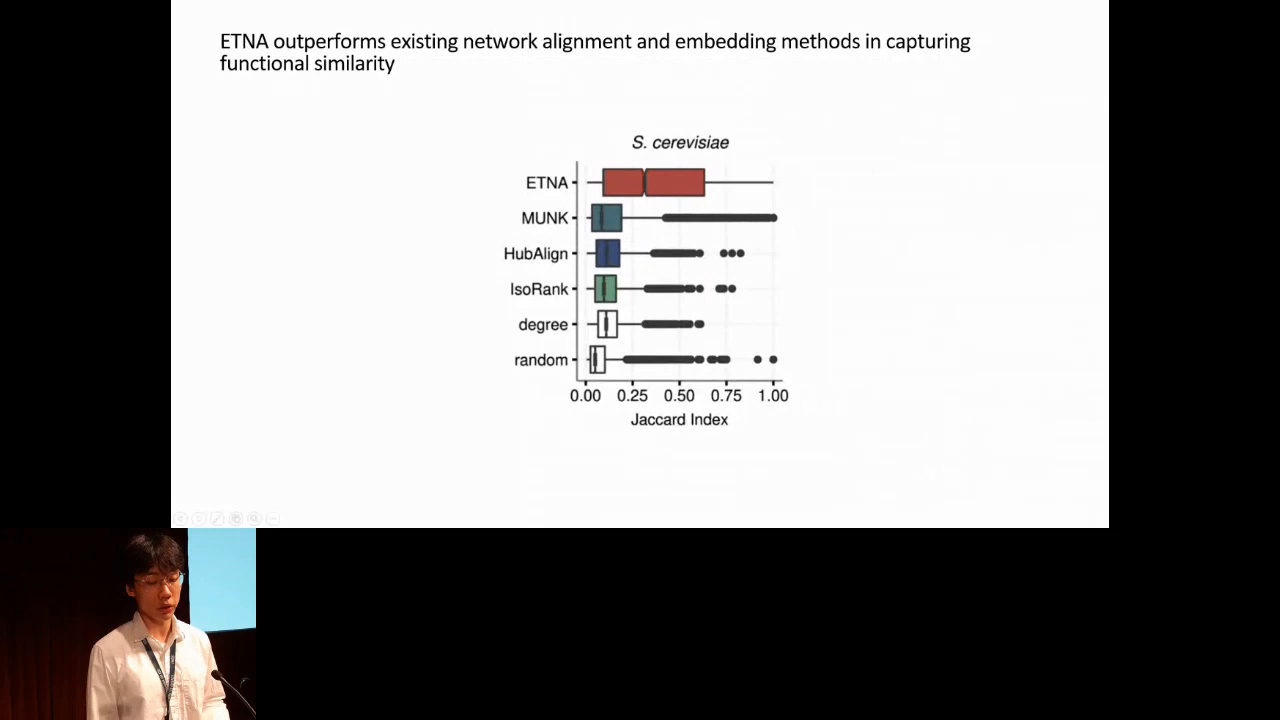 ETNA outperforms existing network alignment and embedding methods in capturing
functional similarity
S. cerevisiae
ETNA
MUNK
HubAlign
IsoRank
degree
random
0.00 0.25 0.50 0.75 1.00
Jaccard Index